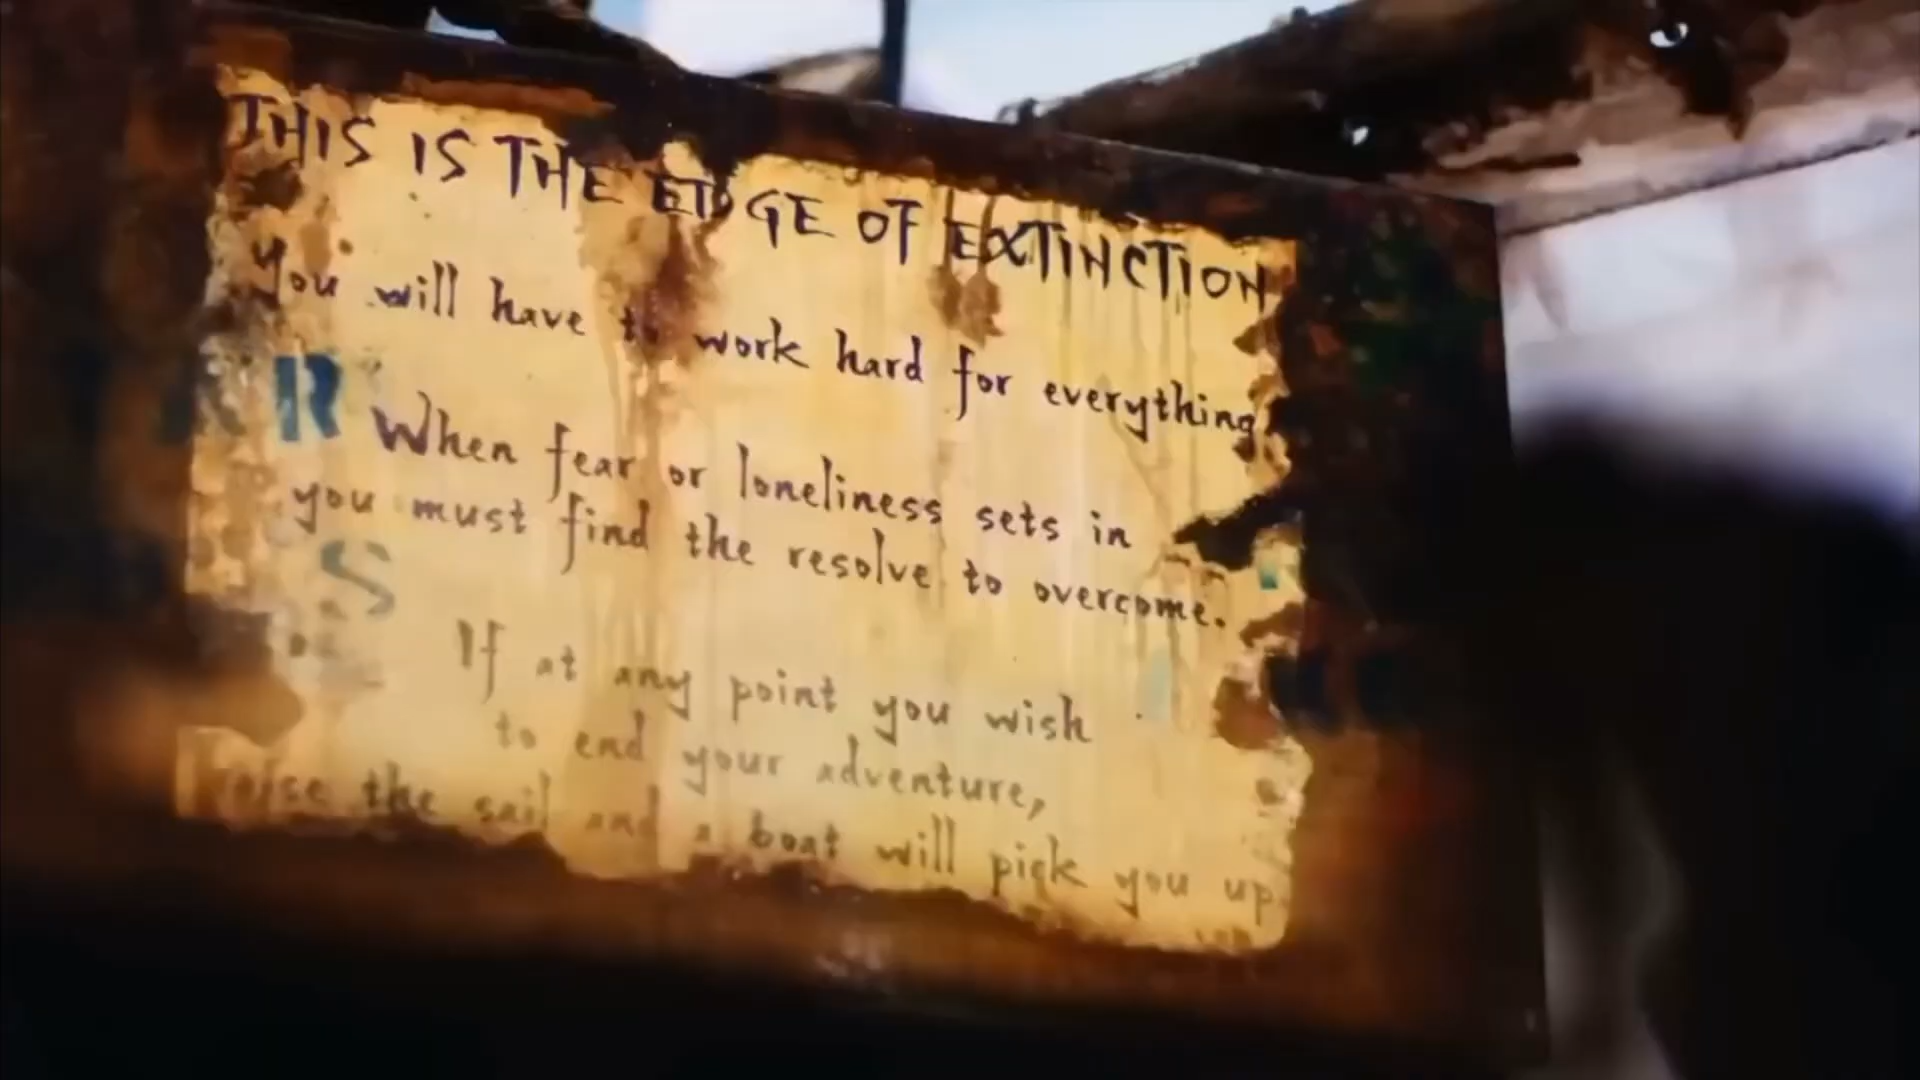 THIS IS THE EDGE OF EXTINCTION
You will have to work hard for everything
R
When fear or loneliness sets in
you must find the resolve to overcome.
S
If at any point you wish
to end your adventure,
raise the sail and a boat will pick you up